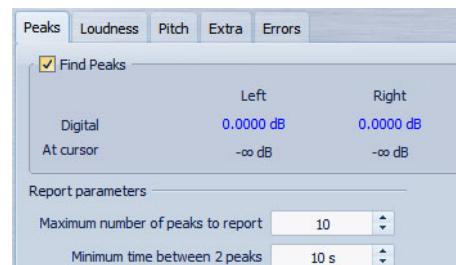 Peaks Loudness Pitch Extra Errors
Find Peaks
Left Right
Digital 0.0000 dB 0.0000 dB
At cursor -∞ dB -∞ dB
Report parameters
Maximum number of peaks to report 10
Minimum time between 2 peaks 10 s